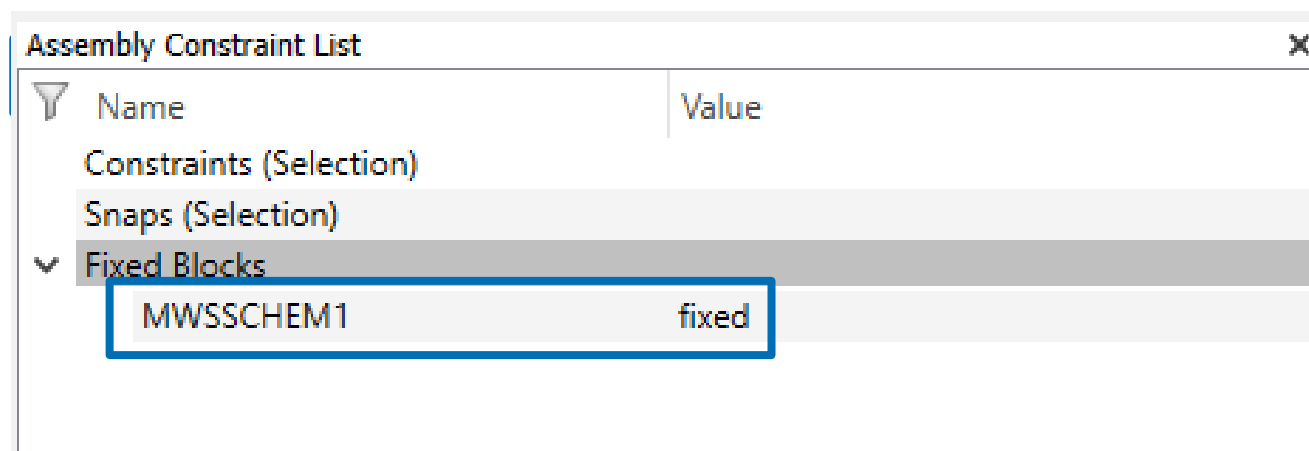 Assembly Constraint List
Name Value
Constraints (Selection)
Snaps (Selection)
Fixed Blocks
MWSSCHEM1 fixed